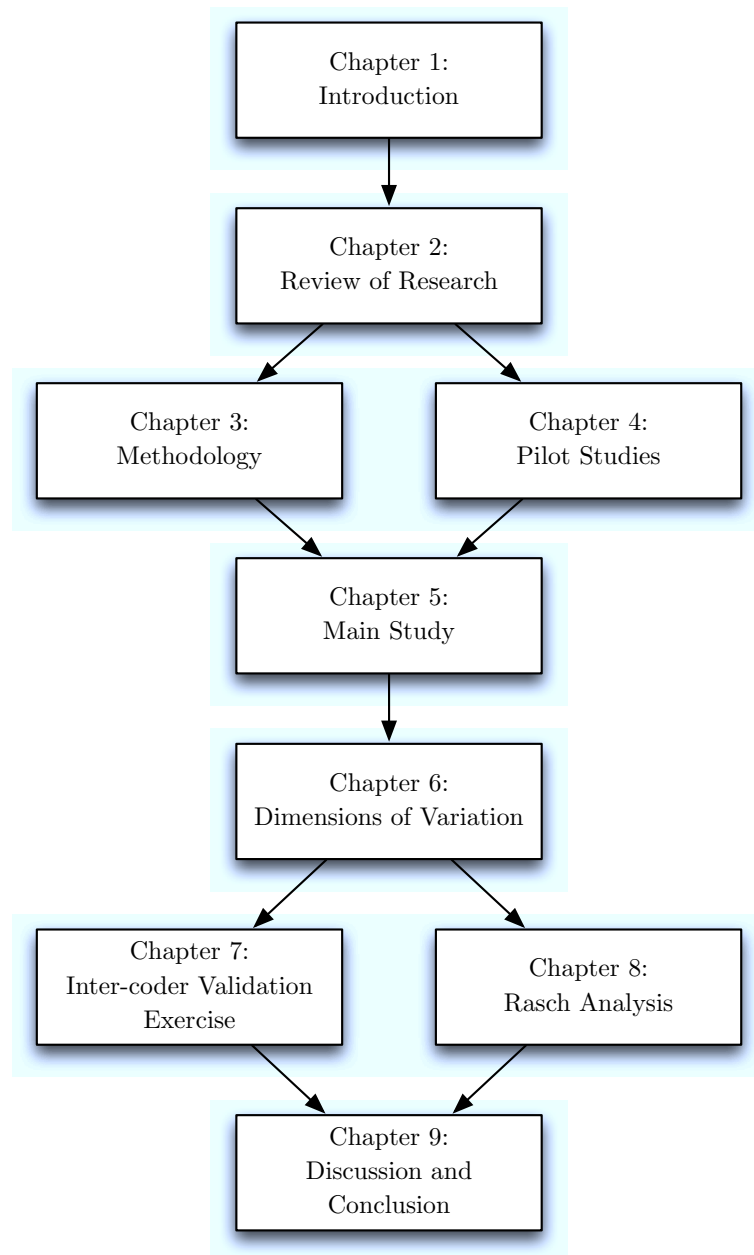 Chapter 1:
Introduction
Chapter 2:
Review of Research
Chapter 3:
Methodology
Chapter 4:
Pilot Studies
Chapter 5:
Main Study
Chapter 6:
Dimensions of Variation
Chapter 7:
Inter-coder Validation
Exercise
Chapter 8:
Rasch Analysis
Chapter 9:
Discussion and
Conclusion